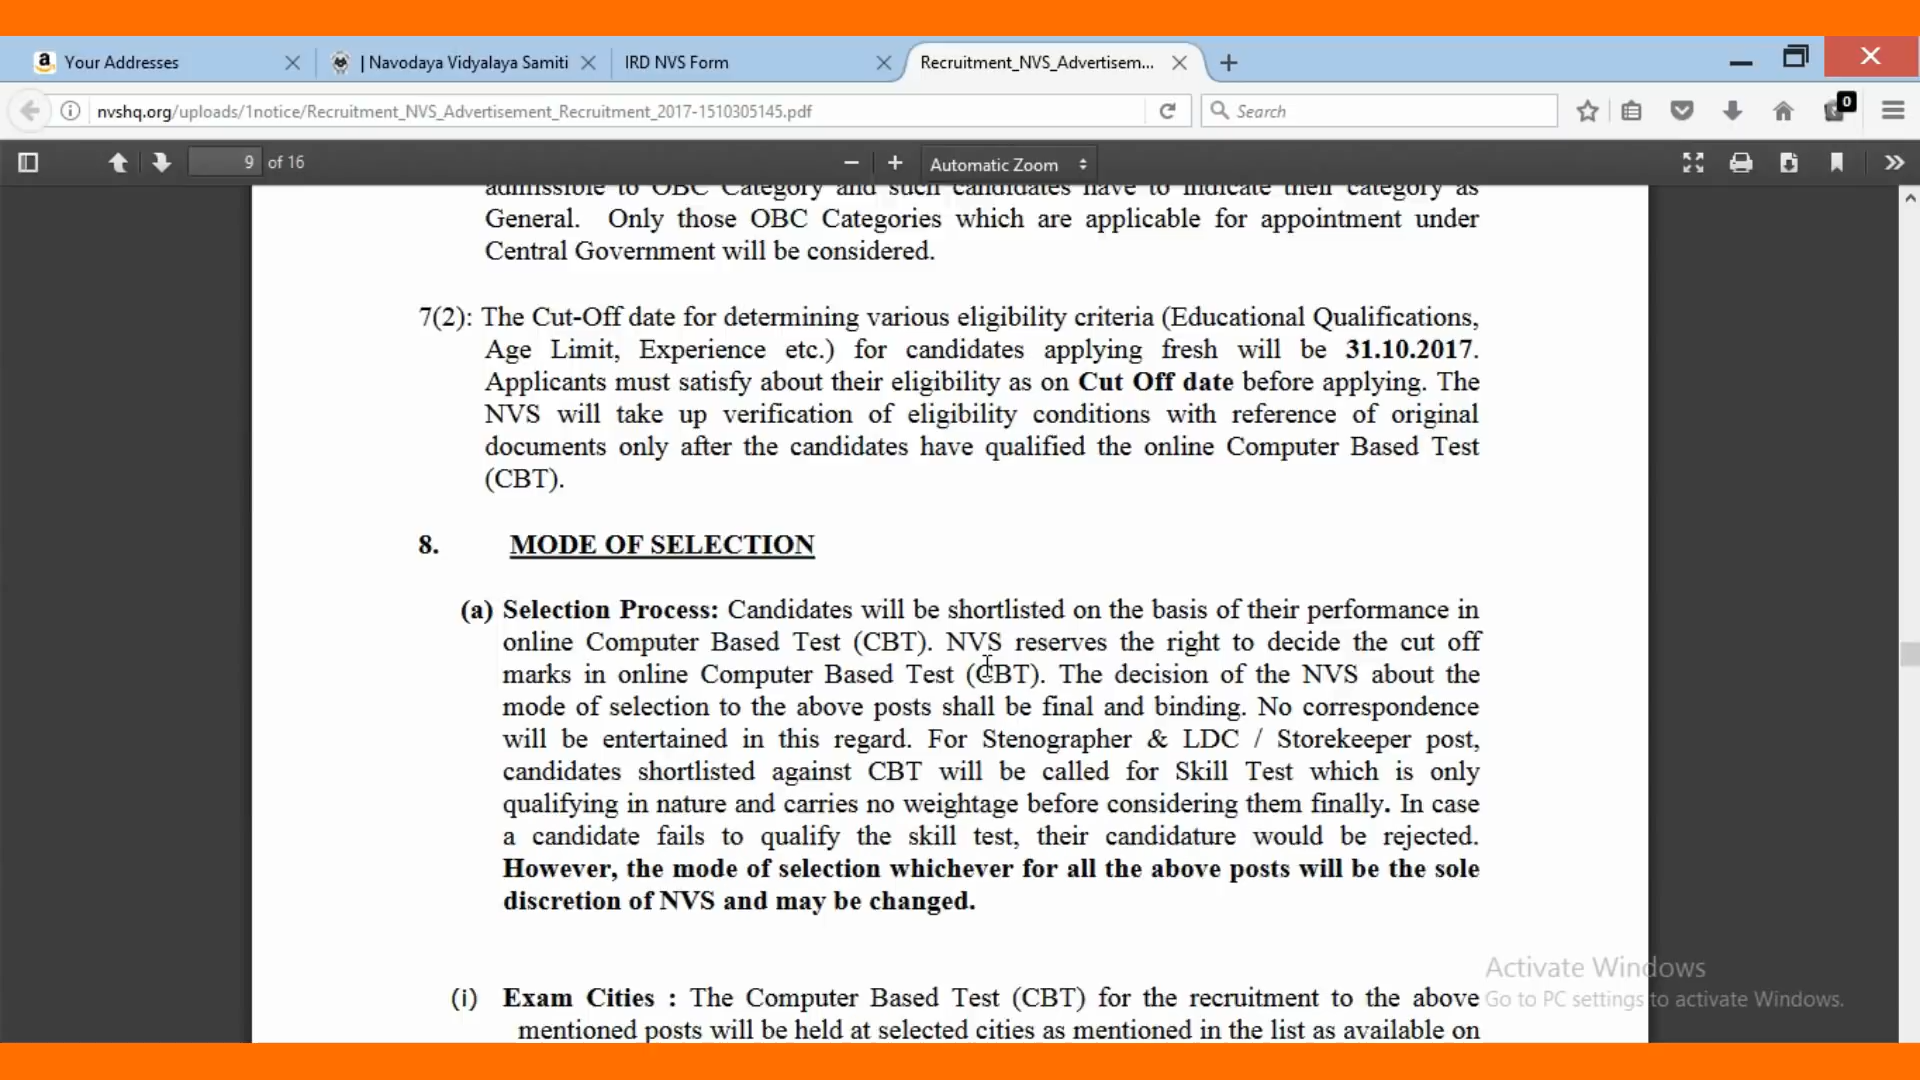 Your Addresses
| Navodaya Vidyalaya Samiti
IRD NVS Form
Recruitment_NVS_Advertisem...
nvshq.org/uploads/1notice/Recruitment_NVS_Advertisement_Recruitment_2017-1510305145.pdf
Search
0
9 of 16
Automatic Zoom
admissible to OBC Category and such candidates have to indicate their category as
General. Only those OBC Categories which are applicable for appointment under
Central Government will be considered.
7(2): The Cut-Off date for determining various eligibility criteria (Educational Qualifications,
Age Limit, Experience etc.) for candidates applying fresh will be 31.10.2017.
Applicants must satisfy about their eligibility as on Cut Off date before applying. The
NVS will take up verification of eligibility conditions with reference of original
documents only after the candidates have qualified the online Computer Based Test
(CBT).
8. MODE OF SELECTION
(a) Selection Process: Candidates will be shortlisted on the basis of their performance in
online Computer Based Test (CBT). NVS reserves the right to decide the cut off
marks in online Computer Based Test (CBT). The decision of the NVS about the
mode of selection to the above posts shall be final and binding. No correspondence
will be entertained in this regard. For Stenographer & LDC / Storekeeper post,
candidates shortlisted against CBT will be called for Skill Test which is only
qualifying in nature and carries no weightage before considering them finally. In case
a candidate fails to qualify the skill test, their candidature would be rejected.
However, the mode of selection whichever for all the above posts will be the sole
discretion of NVS and may be changed.
(i) Exam Cities : The Computer Based Test (CBT) for the recruitment to the above
mentioned posts will be held at selected cities as mentioned in the list as available on
Activate Windows
Go to PC settings to activate Windows.